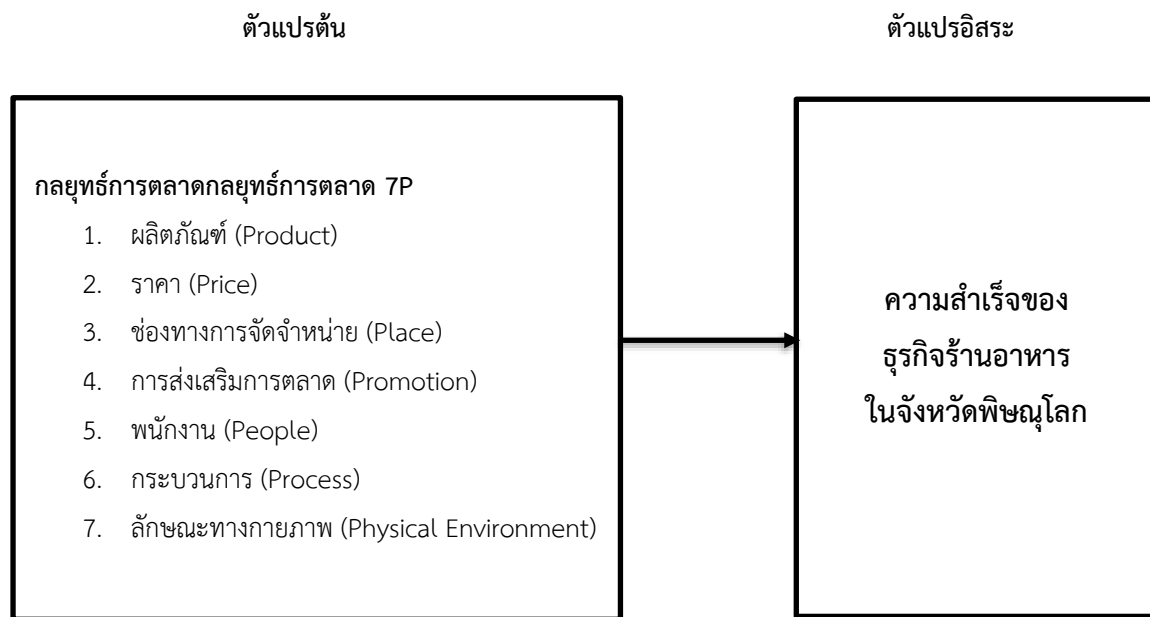 ตัวแปรต้น
ตัวแปรอิสระ
กลยุทธ์การตลาดกลยุทธ์การตลาด 7P
1. ผลิตภัณฑ์ (Product)
2. ราคา (Price)
3. ช่องทางการจัดจำหน่าย (Place)
4. การส่งเสริมการตลาด (Promotion)
5. พนักงาน (People)
6. กระบวนการ (Process)
7. ลักษณะทางกายภาพ (Physical Environment)
ความสำเร็จของ
ธุรกิจร้านอาหาร
ในจังหวัดพิษณุโลก